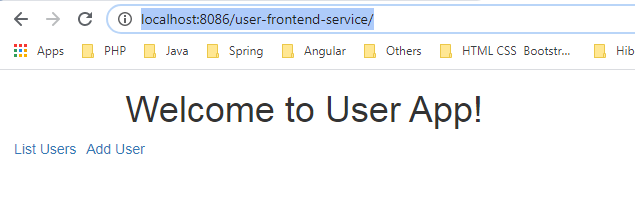 localhost:8086/user-frontend-service/
Apps PHP Java Spring Angular Others HTML CSS Bootstr... Hib
Welcome to User App!
List Users Add User